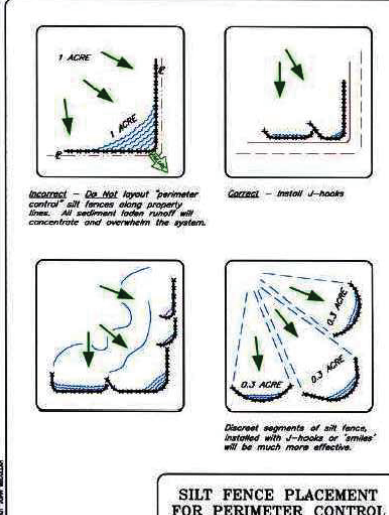 1 ACRE
1 ACRE
Incorrect – Do Not layout "perimeter
control" silt fences along property
lines. All sediment laden runoff will
concentrate and overwhelm the system.
Correct – Install J-hooks
0.3 ACRE
0.3 ACRE
0.3 ACRE
Discreet segments of silt fence,
installed with J-hooks or 'smiles'
will be much more effective.
SILT FENCE PLACEMENT
FOR PERIMETER CONTROL